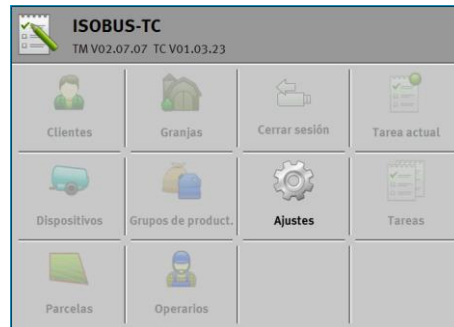 ISOBUS-TC
TM V02.07.07 TC V01.03.23
Clientes
Granjas
Cerrar sesión
Tarea actual
Dispositivos
Grupos de product.
Ajustes
Tareas
Parcelas
Operarios